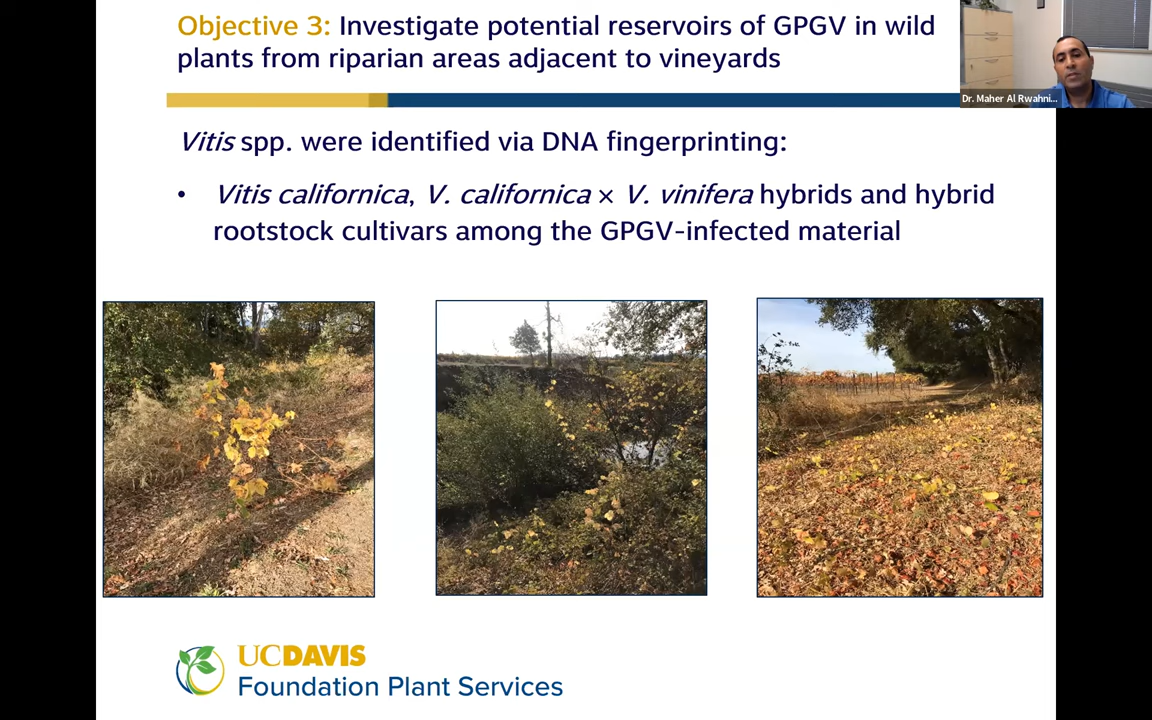 Objective 3: Investigate potential reservoirs of GPGV in wild
plants from riparian areas adjacent to vineyards
Dr. Maher Al Rwahni...
Vitis spp. were identified via DNA fingerprinting:
• Vitis californica, V. californica × V. vinifera hybrids and hybrid
rootstock cultivars among the GPGV-infected material
UCDAVIS
Foundation Plant Services